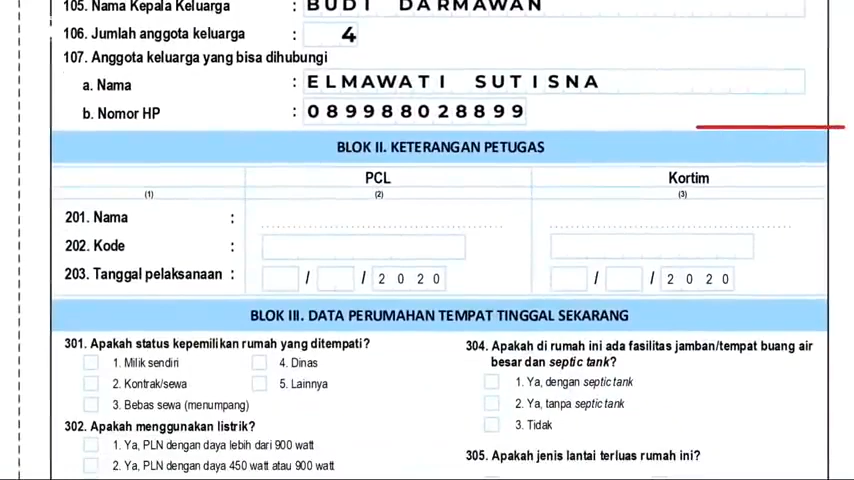 105. Nama Kepala Keluarga : BUDI DARMAWAN
106. Jumlah anggota keluarga : 4
107. Anggota keluarga yang bisa dihubungi
a. Nama : ELMAWATI SUTISNA
b. Nomor HP : 089988028899
BLOK II. KETERANGAN PETUGAS
PCL Kortim
(1) (2) (3)
201. Nama :
202. Kode :
203. Tanggal pelaksanaan : / / 2020 / / 2020
BLOK III. DATA PERUMAHAN TEMPAT TINGGAL SEKARANG
301. Apakah status kepemilikan rumah yang ditempati?
1. Milik sendiri 4. Dinas
2. Kontrak/sewa 5. Lainnya
3. Bebas sewa (menumpang)
302. Apakah menggunakan listrik?
1. Ya, PLN dengan daya lebih dari 900 watt
2. Ya, PLN dengan daya 450 watt atau 900 watt
304. Apakah di rumah ini ada fasilitas jamban/tempat buang air
besar dan septic tank?
1. Ya, dengan septic tank
2. Ya, tanpa septic tank
3. Tidak
305. Apakah jenis lantai terluas rumah ini?